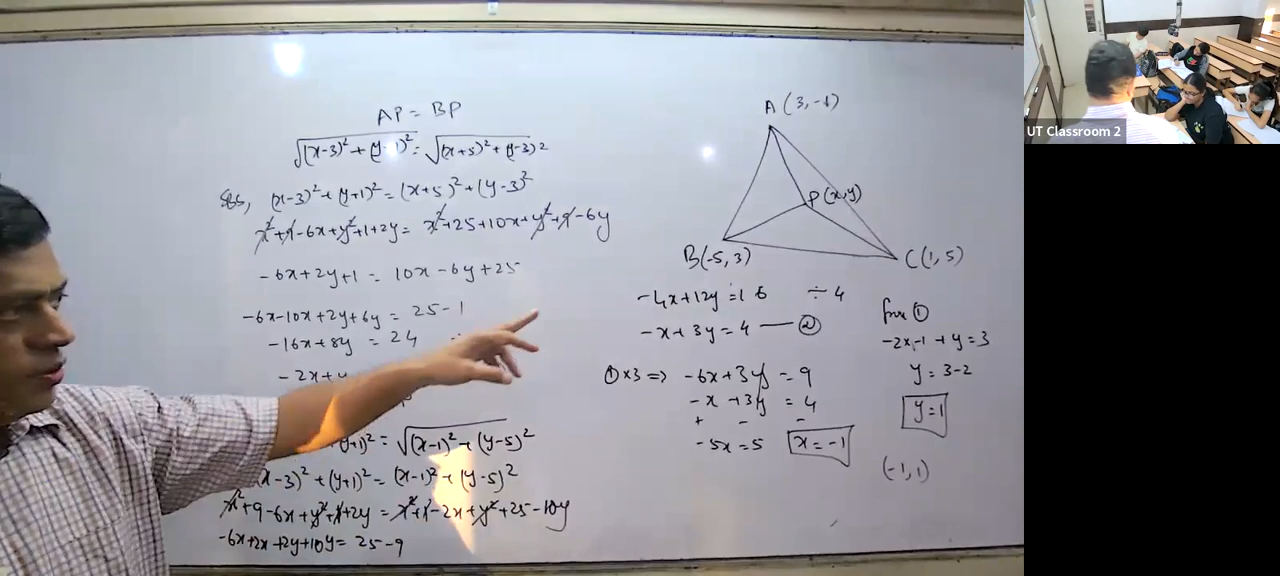 AP = BP
√(x-3)²+(y-1)² = √(x+5)²+(y-3)2
SBS, (x-3)²+(y+1)² = (x+5)²+(y-3)²
x²+9-6x+y²+1+2y = x²+25+10x+y²+9-6y
-6x+2y+1 = 10x-6y+25
-6x-10x+2y+6y = 25-1
-16x+8y = 24
-2x+y
y+1)² = √(x-1)²+(y-5)²
x-3)²+(y+1)² = (x-1)²+(y-5)²
x²+9-6x+y²+1+2y = x²+1-2x+y²+25-10y
-6x+2x+2y+10y = 25-9
A (3,-1)
P(x,y)
B(-5, 3)
C(1, 5)
-4x+12y = 16 ÷ 4
-x+3y = 4 — ②
①×3 ⇒ -6x+3y = 9
-x+3y = 4
+ - -
-5x = 5 x = -1
from ①
-2x-1+y = 3
y = 3-2
y = 1
(-1, 1)
UT Classroom 2